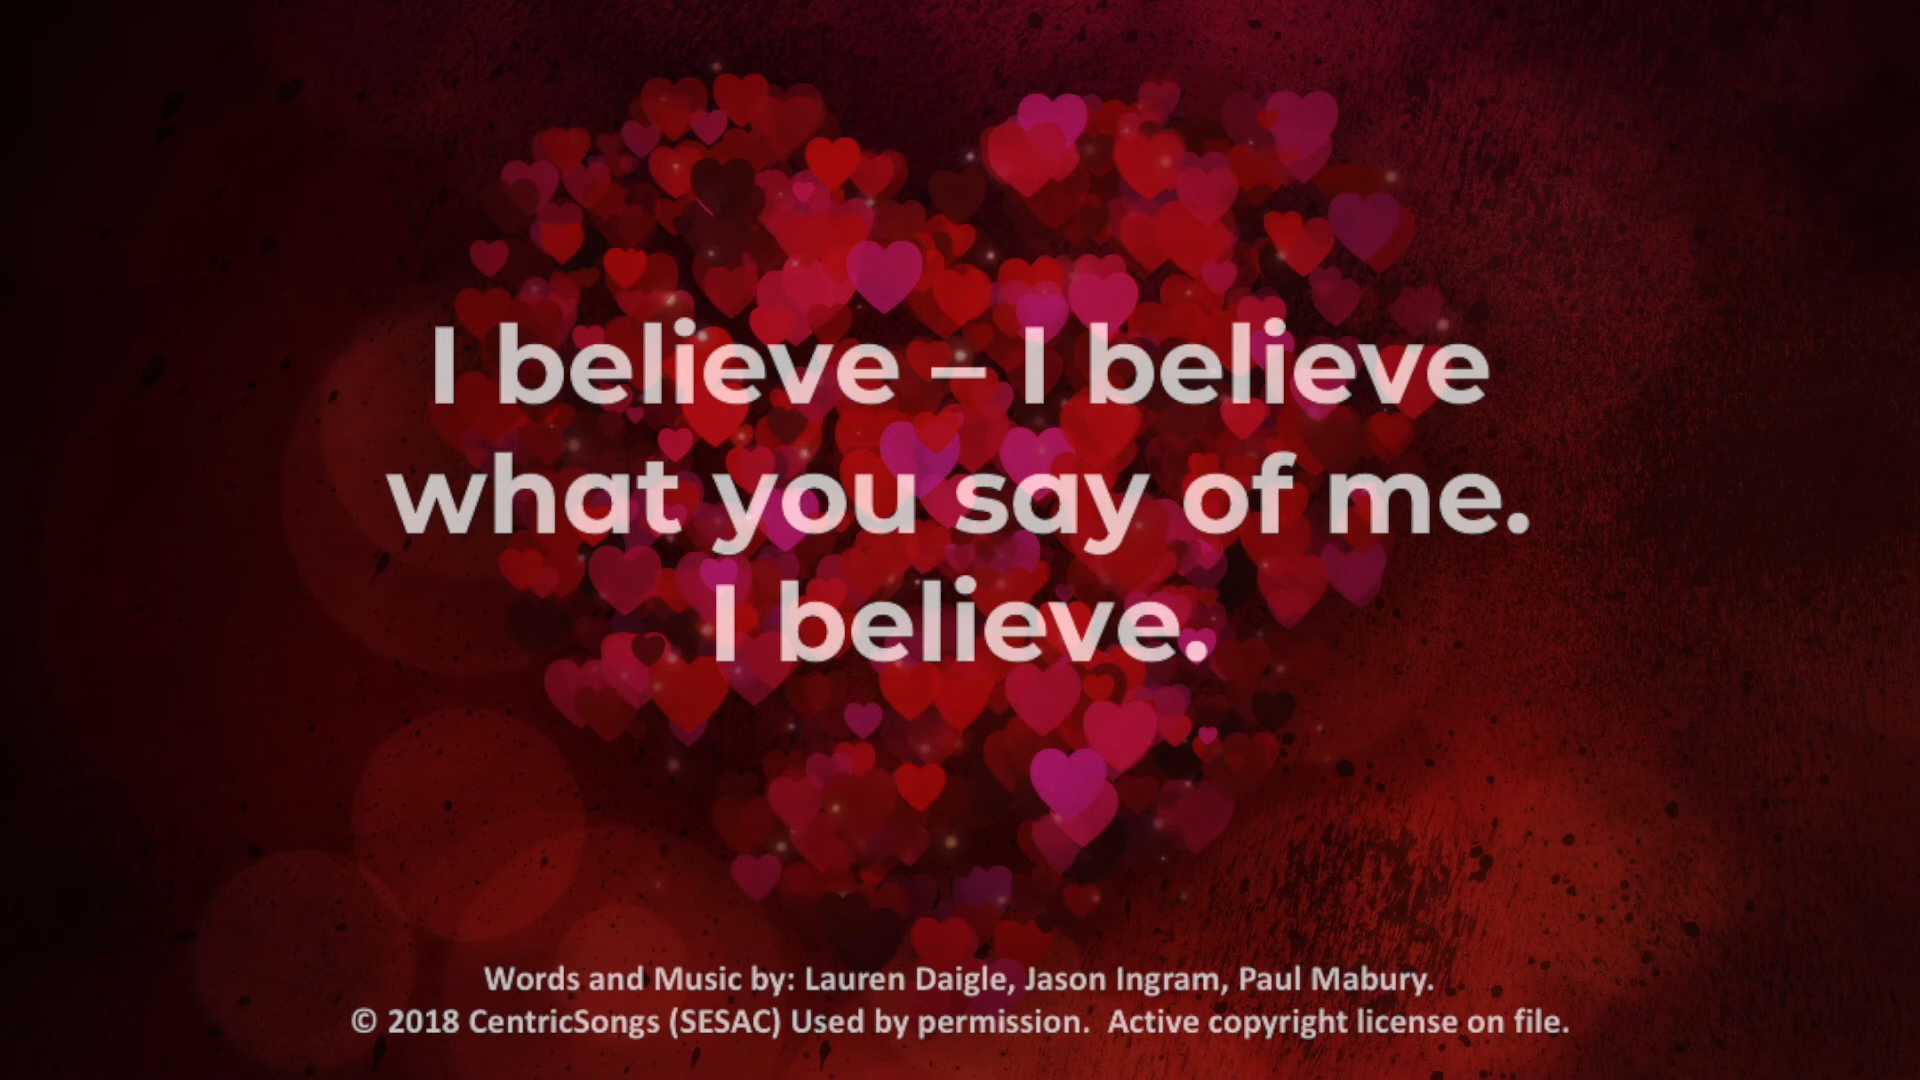 I believe – I believe
what you say of me.
I believe.
Words and Music by: Lauren Daigle, Jason Ingram, Paul Mabury.
© 2018 CentricSongs (SESAC) Used by permission.  Active copyright license on file.